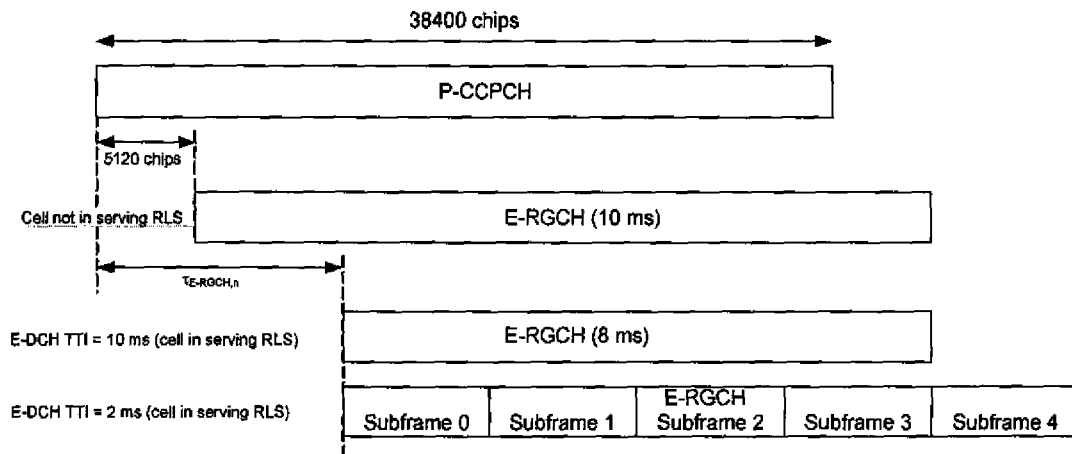 38400 chips
P-CCPCH
5120 chips
Cell not in serving RLS
E-RGCH (10 ms)
τE-RGCH,n
E-DCH TTI = 10 ms (cell in serving RLS)
E-RGCH (8 ms)
E-DCH TTI = 2 ms (cell in serving RLS)
E-RGCH
Subframe 0 Subframe 1 Subframe 2 Subframe 3 Subframe 4